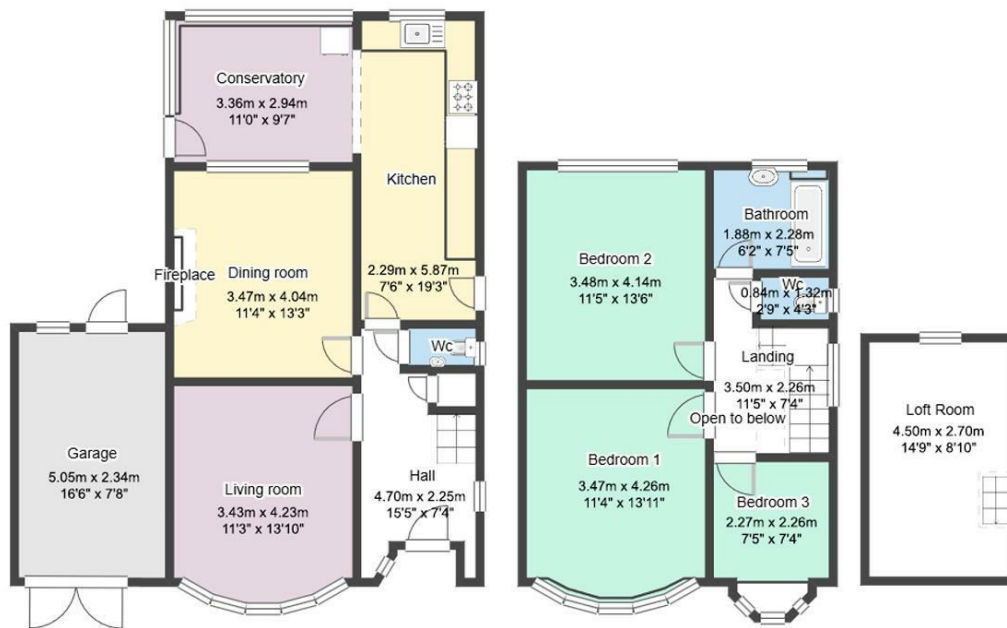 Conservatory
3.36m x 2.94m
11'0" x 9'7"
Kitchen
2.29m x 5.87m
7'6" x 19'3"
Fireplace
Dining room
3.47m x 4.04m
11'4" x 13'3"
Wc
Garage
5.05m x 2.34m
16'6" x 7'8"
Living room
3.43m x 4.23m
11'3" x 13'10"
Hall
4.70m x 2.25m
15'5" x 7'4"
Bedroom 2
3.48m x 4.14m
11'5" x 13'6"
Bathroom
1.88m x 2.28m
6'2" x 7'5"
Wc
0.84m x 1.32m
2'9" x 4'3"
Landing
3.50m x 2.26m
11'5" x 7'4"
Open to below
Bedroom 1
3.47m x 4.26m
11'4" x 13'11"
Bedroom 3
2.27m x 2.26m
7'5" x 7'4"
Loft Room
4.50m x 2.70m
14'9" x 8'10"